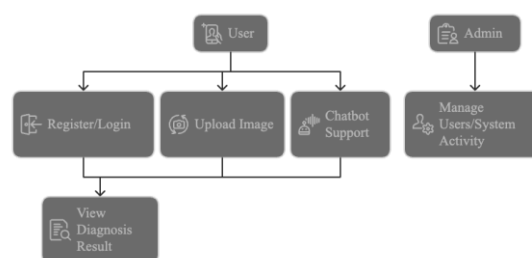 User
Admin
Register/Login
Upload Image
Chatbot
Support
Manage
Users/System
Activity
View
Diagnosis
Result